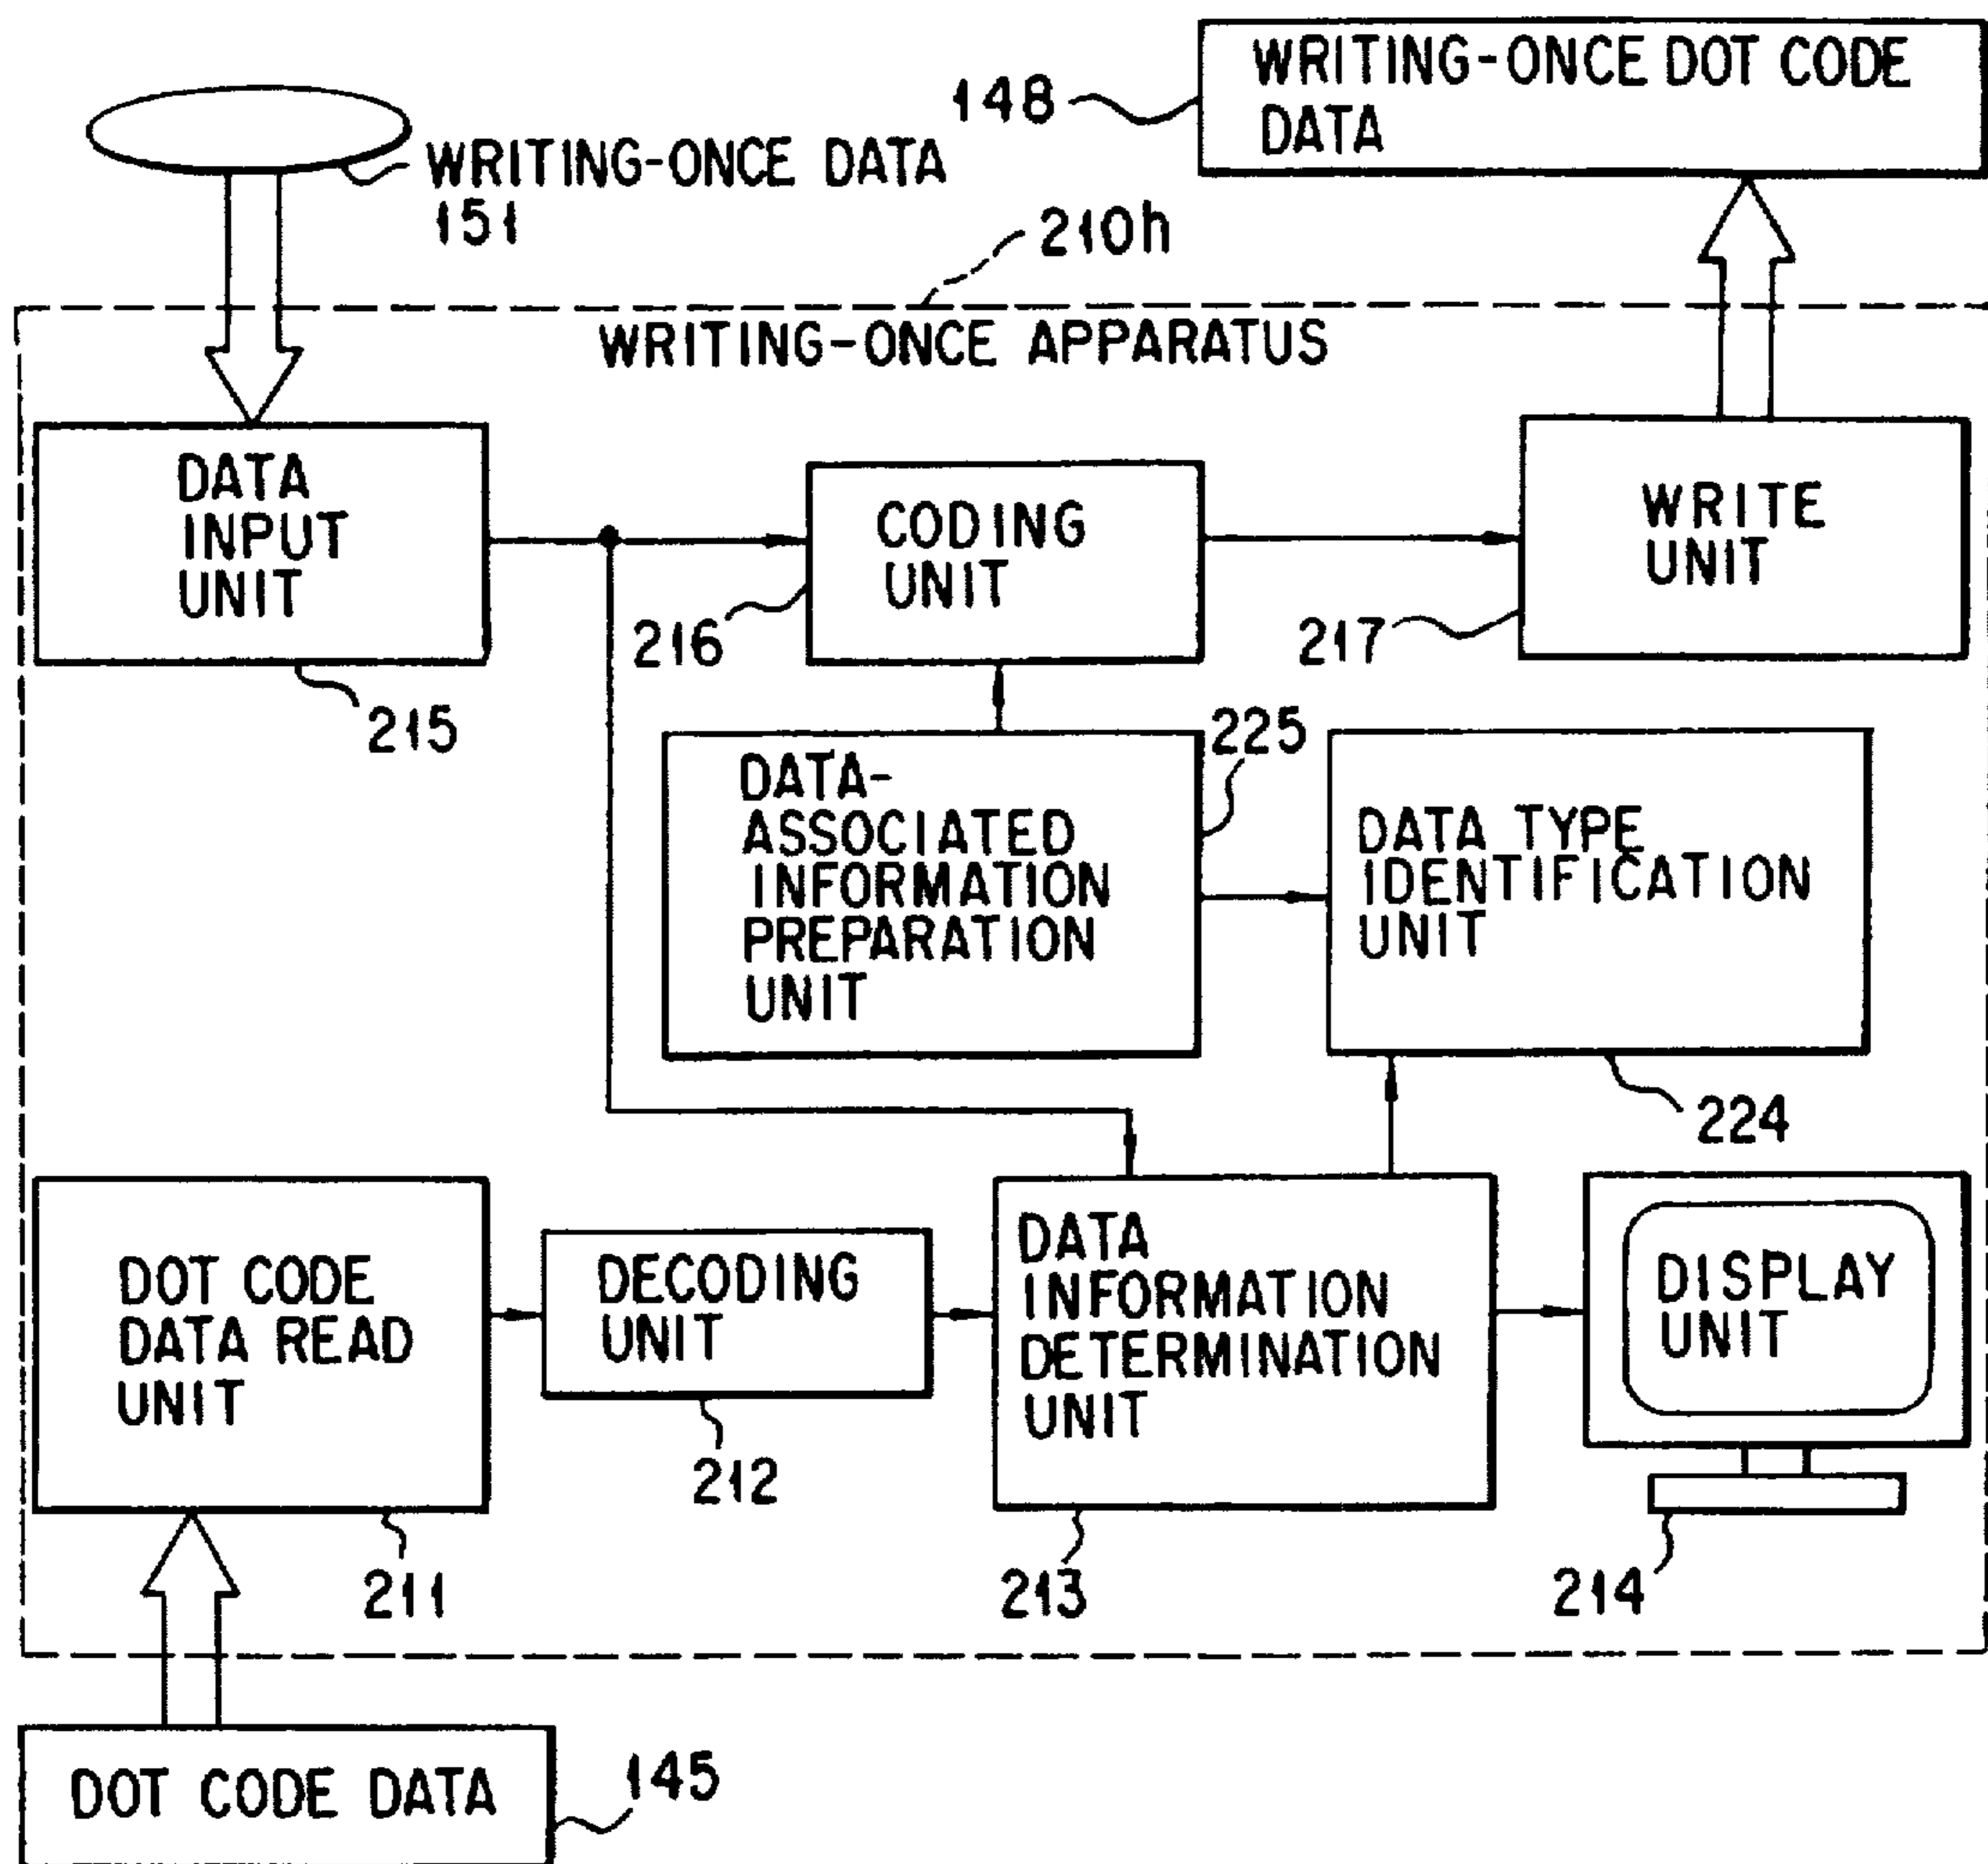 WRITING-ONCE DOT CODE
DATA
148
WRITING-ONCE DATA
151
210h
WRITING-ONCE APPARATUS
DATA
INPUT
UNIT
215
CODING
UNIT
216
WRITE
UNIT
217
DATA-
ASSOCIATED
INFORMATION
PREPARATION
UNIT
225
DATA TYPE
IDENTIFICATION
UNIT
224
DOT CODE
DATA READ
UNIT
211
DECODING
UNIT
212
DATA
INFORMATION
DETERMINATION
UNIT
213
DISPLAY
UNIT
214
DOT CODE DATA
145